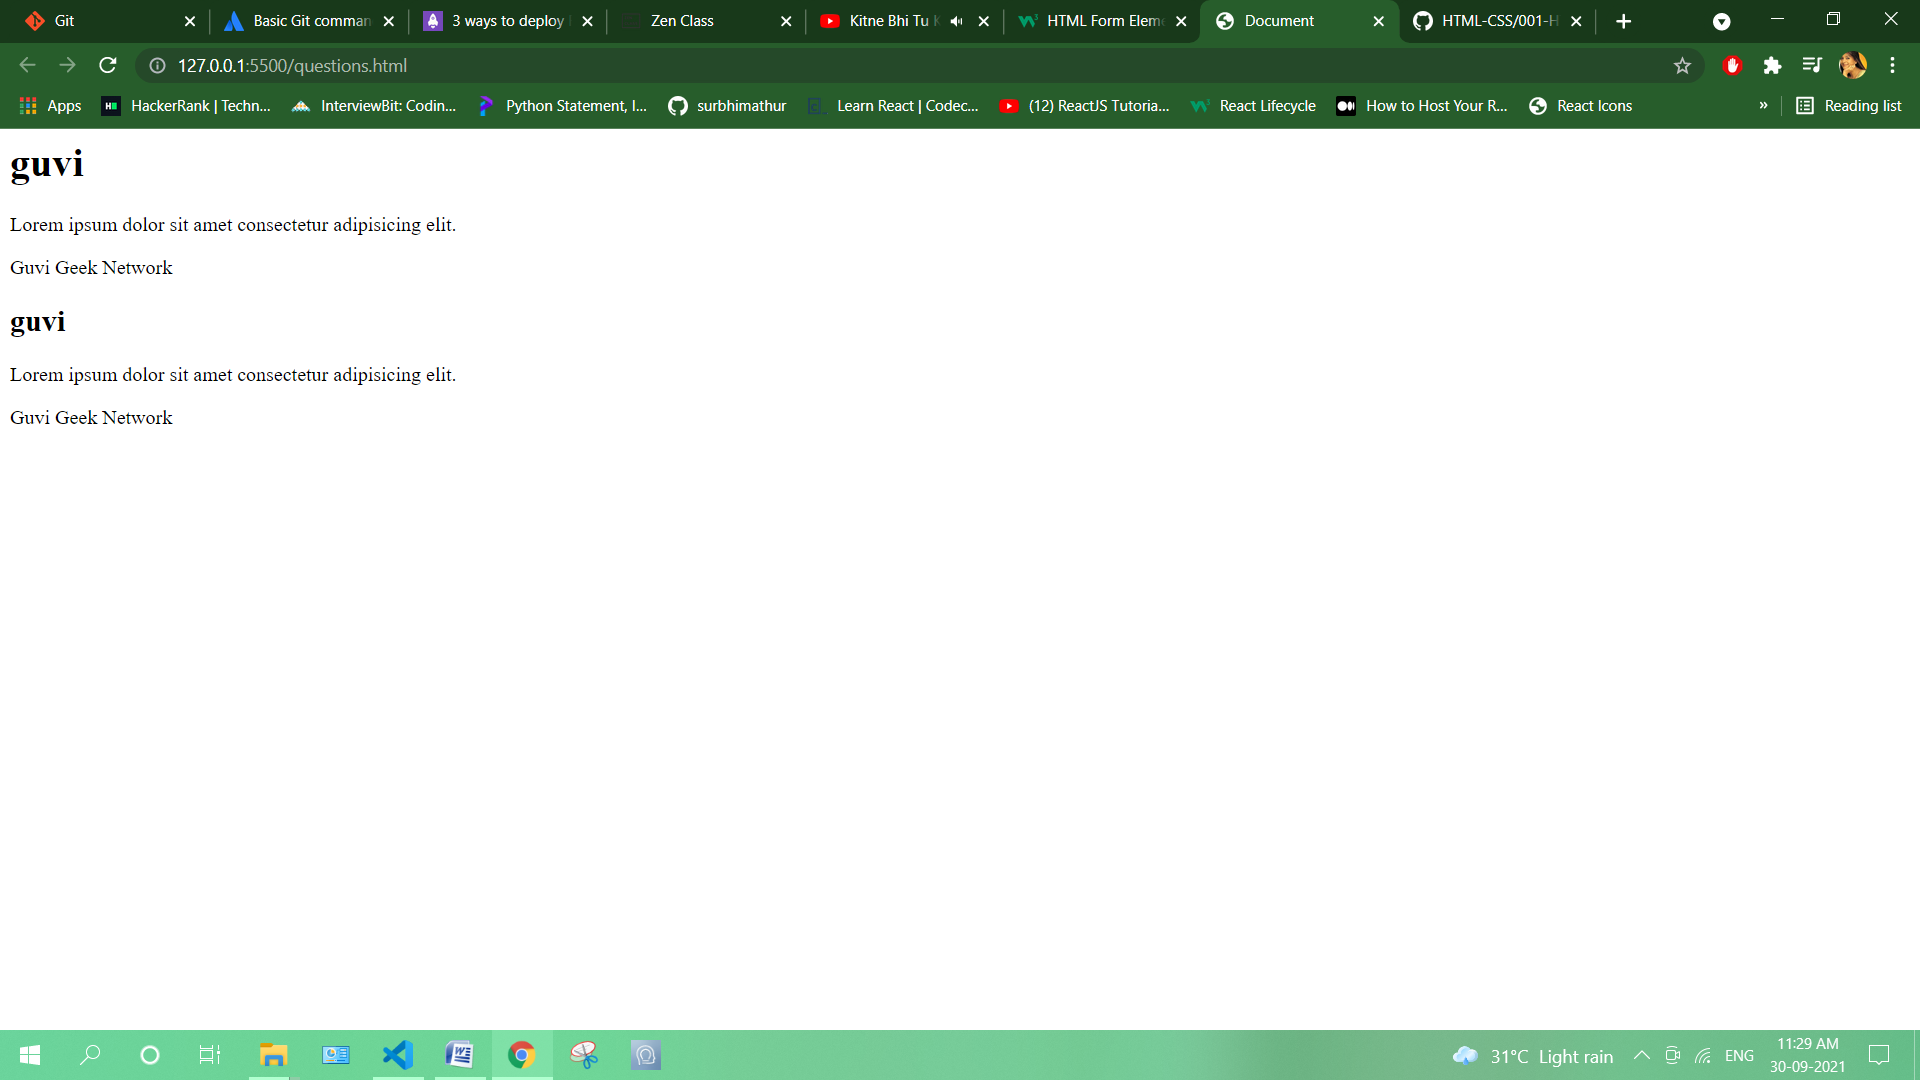 Git
Basic Git comman
3 ways to deploy
Zen Class
Kitne Bhi Tu K
HTML Form Eleme
Document
HTML-CSS/001-H
127.0.0.1:5500/questions.html
Apps
HackerRank | Techn...
InterviewBit: Codin...
Python Statement, I...
surbhimathur
Learn React | Codec...
(12) ReactJS Tutoria...
React Lifecycle
How to Host Your R...
React Icons
»
Reading list
guvi
Lorem ipsum dolor sit amet consectetur adipisicing elit.
Guvi Geek Network
guvi
Lorem ipsum dolor sit amet consectetur adipisicing elit.
Guvi Geek Network
31°C Light rain
ENG
11:29 AM
30-09-2021